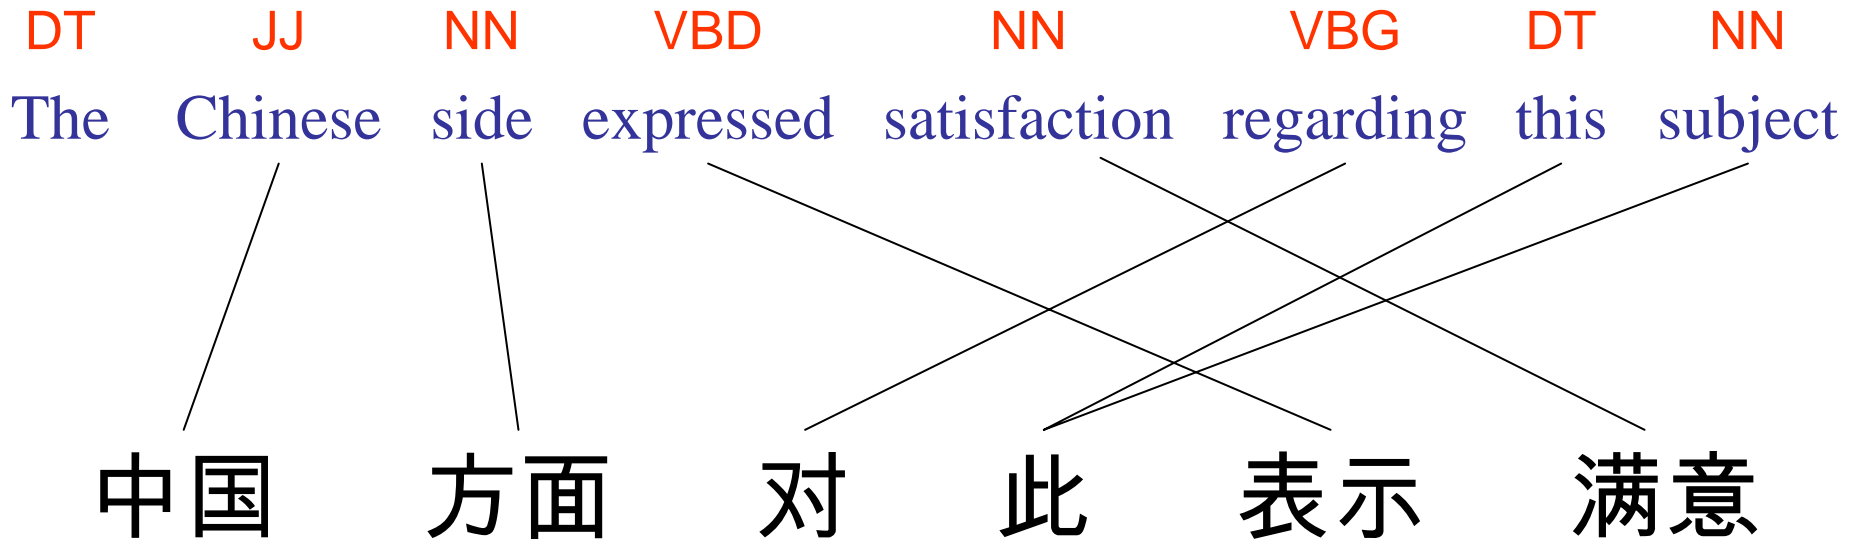 DT JJ NN VBD NN VBG DT NN
The Chinese side expressed satisfaction regarding this subject
中国 方面 对 此 表示 满意